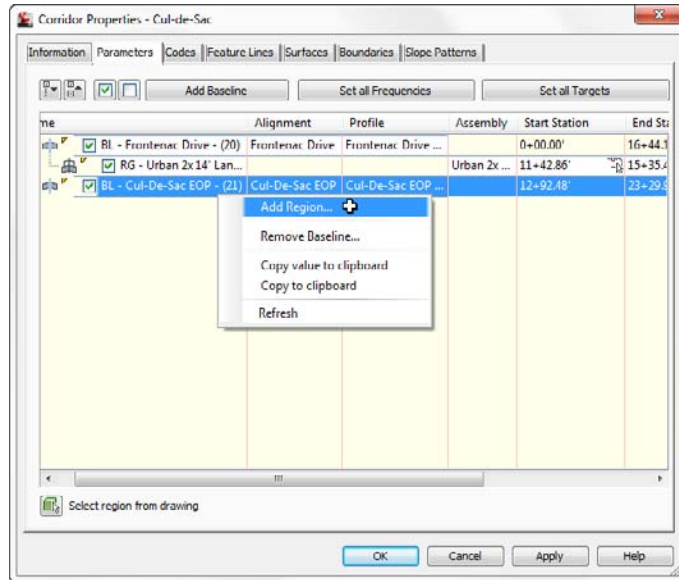 Corridor Properties - Cul-de-Sac
Information Parameters Codes Feature Lines Surfaces Boundaries Slope Patterns
Add Baseline Set all Frequencies Set all Targets
me Alignment Profile Assembly Start Station End Sta
BL - Frontenac Drive - (20) Frontenac Drive Frontenac Drive ... 0+00.00' 16+44.1
RG - Urban 2x14' Lan... Urban 2x ... 11+42.86' 15+35.4
BL - Cul-De-Sac EOP - (21) Cul-De-Sac EOP Cul-De-Sac EOP ... 12+92.48' 23+29.9
Add Region...
Remove Baseline...
Copy value to clipboard
Copy to clipboard
Refresh
Select region from drawing
OK Cancel Apply Help